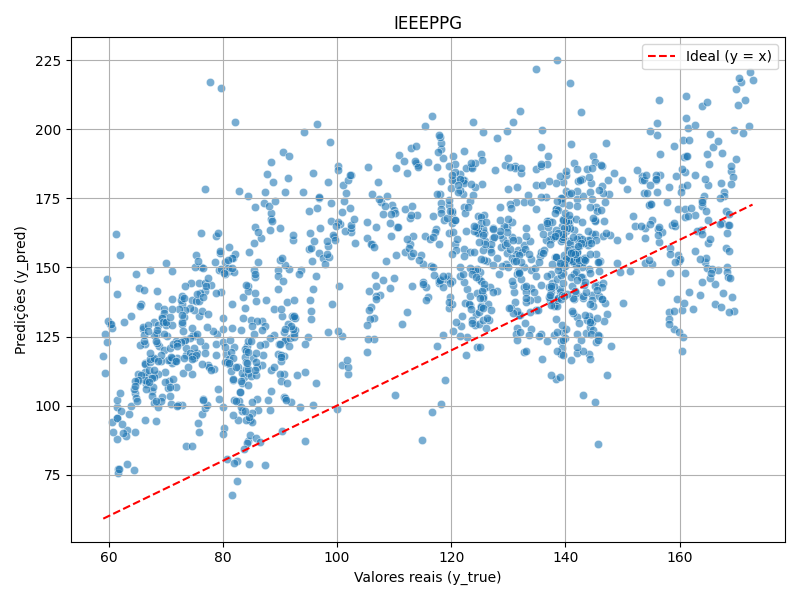 IEEEPPG
Ideal (y = x)
Predições (y_pred)
225
200
175
150
125
100
75
60 80 100 120 140 160
Valores reais (y_true)